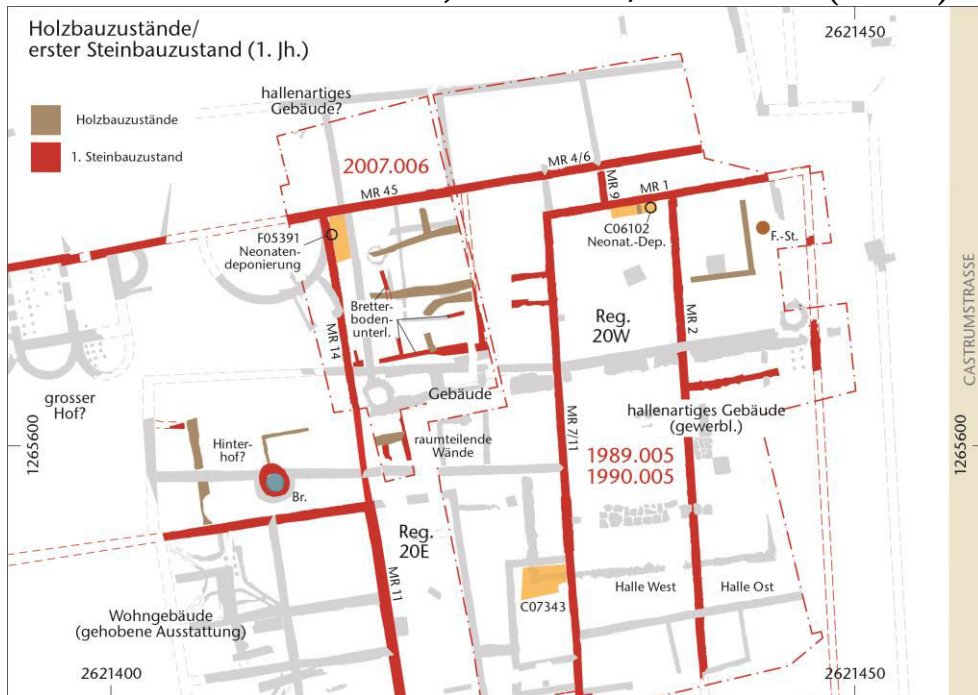 Holzbauzustände/
erster Steinbauzustand (1. Jh.)
2621450
Holzbauzustände
1. Steinbauzustand
hallenartiges
Gebäude?
2007.006
MR 45
MR 4/6
MR 9
MR 1
F05391
Neonaten-
deponierung
C06102
Neonat.-Dep.
F.-St.
CASTRUMSTRASSE
Bretter-
boden-
unterl.
MR 14
Reg.
20W
MR 2
grosser
Hof?
Gebäude
hallenartiges Gebäude
(gewerbl.)
1265600
Hinter-
hof?
raumteilende
Wände
MR 7/11
1989.005
1990.005
1265600
Br.
Reg.
20E
MR 11
C07343
Halle West
Halle Ost
Wohngebäude
(gehobene Ausstattung)
2621400
2621450